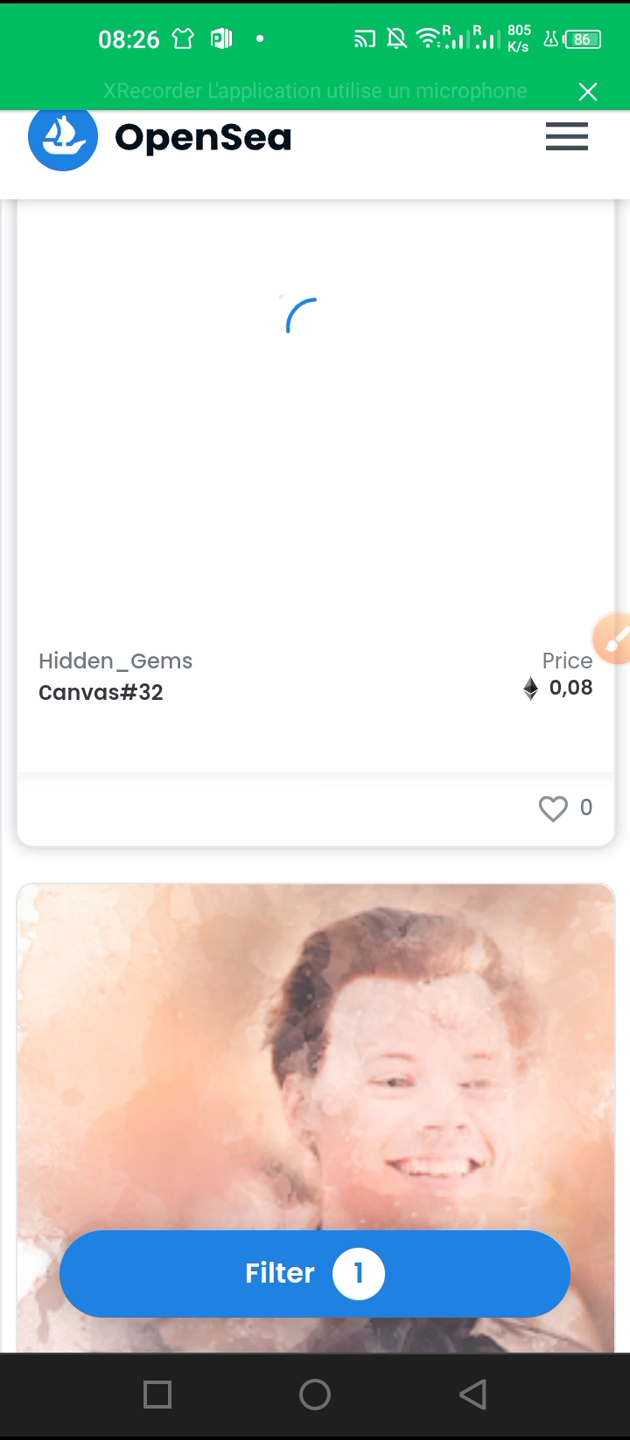 08:26
R R 805 K/s 86
XRecorder L'application utilise un microphone
OpenSea
Hidden_Gems
Price
Canvas#32
0,08
0
Filter 1